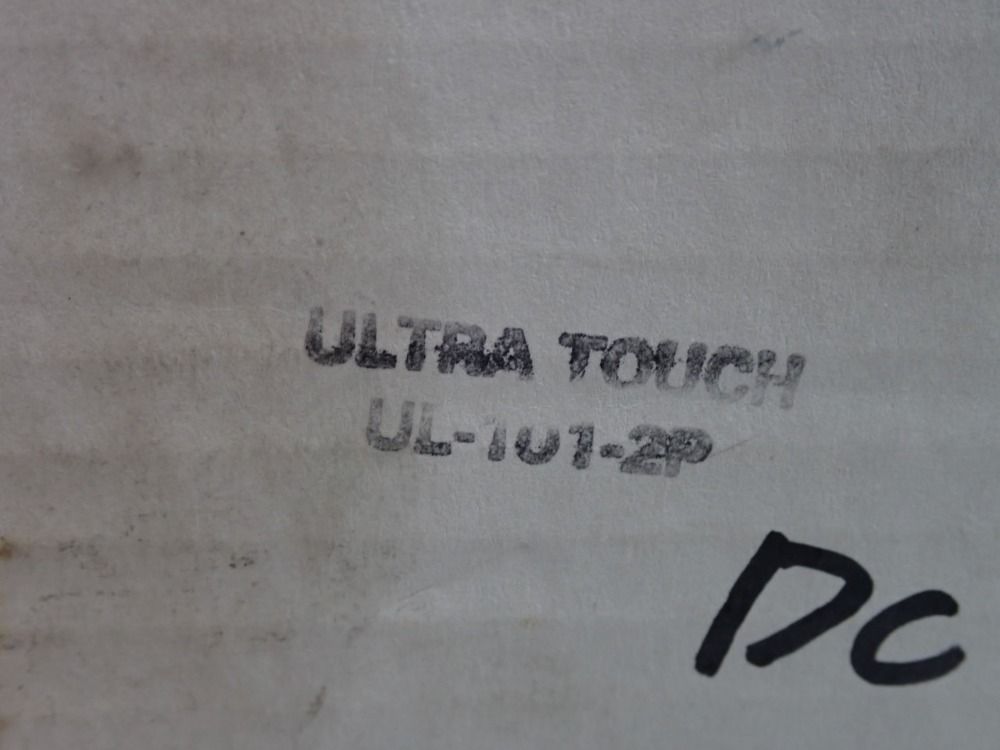 ULTRA TOUCH
UL-101-2P
DC